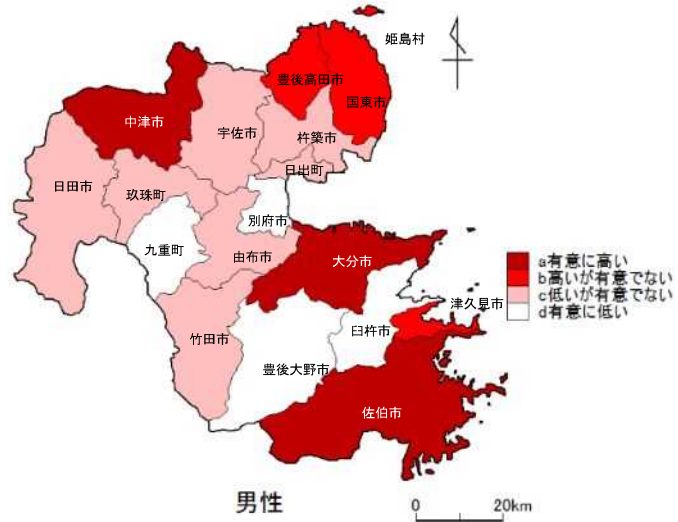 姫島村
豊後高田市
国東市
中津市
宇佐市
杵築市
日出町
日田市
玖珠町
別府市
九重町
由布市
大分市
a有意に高い
b高いが有意でない
c低いが有意でない
d有意に低い
津久見市
臼杵市
竹田市
豊後大野市
佐伯市
男性
0 20km